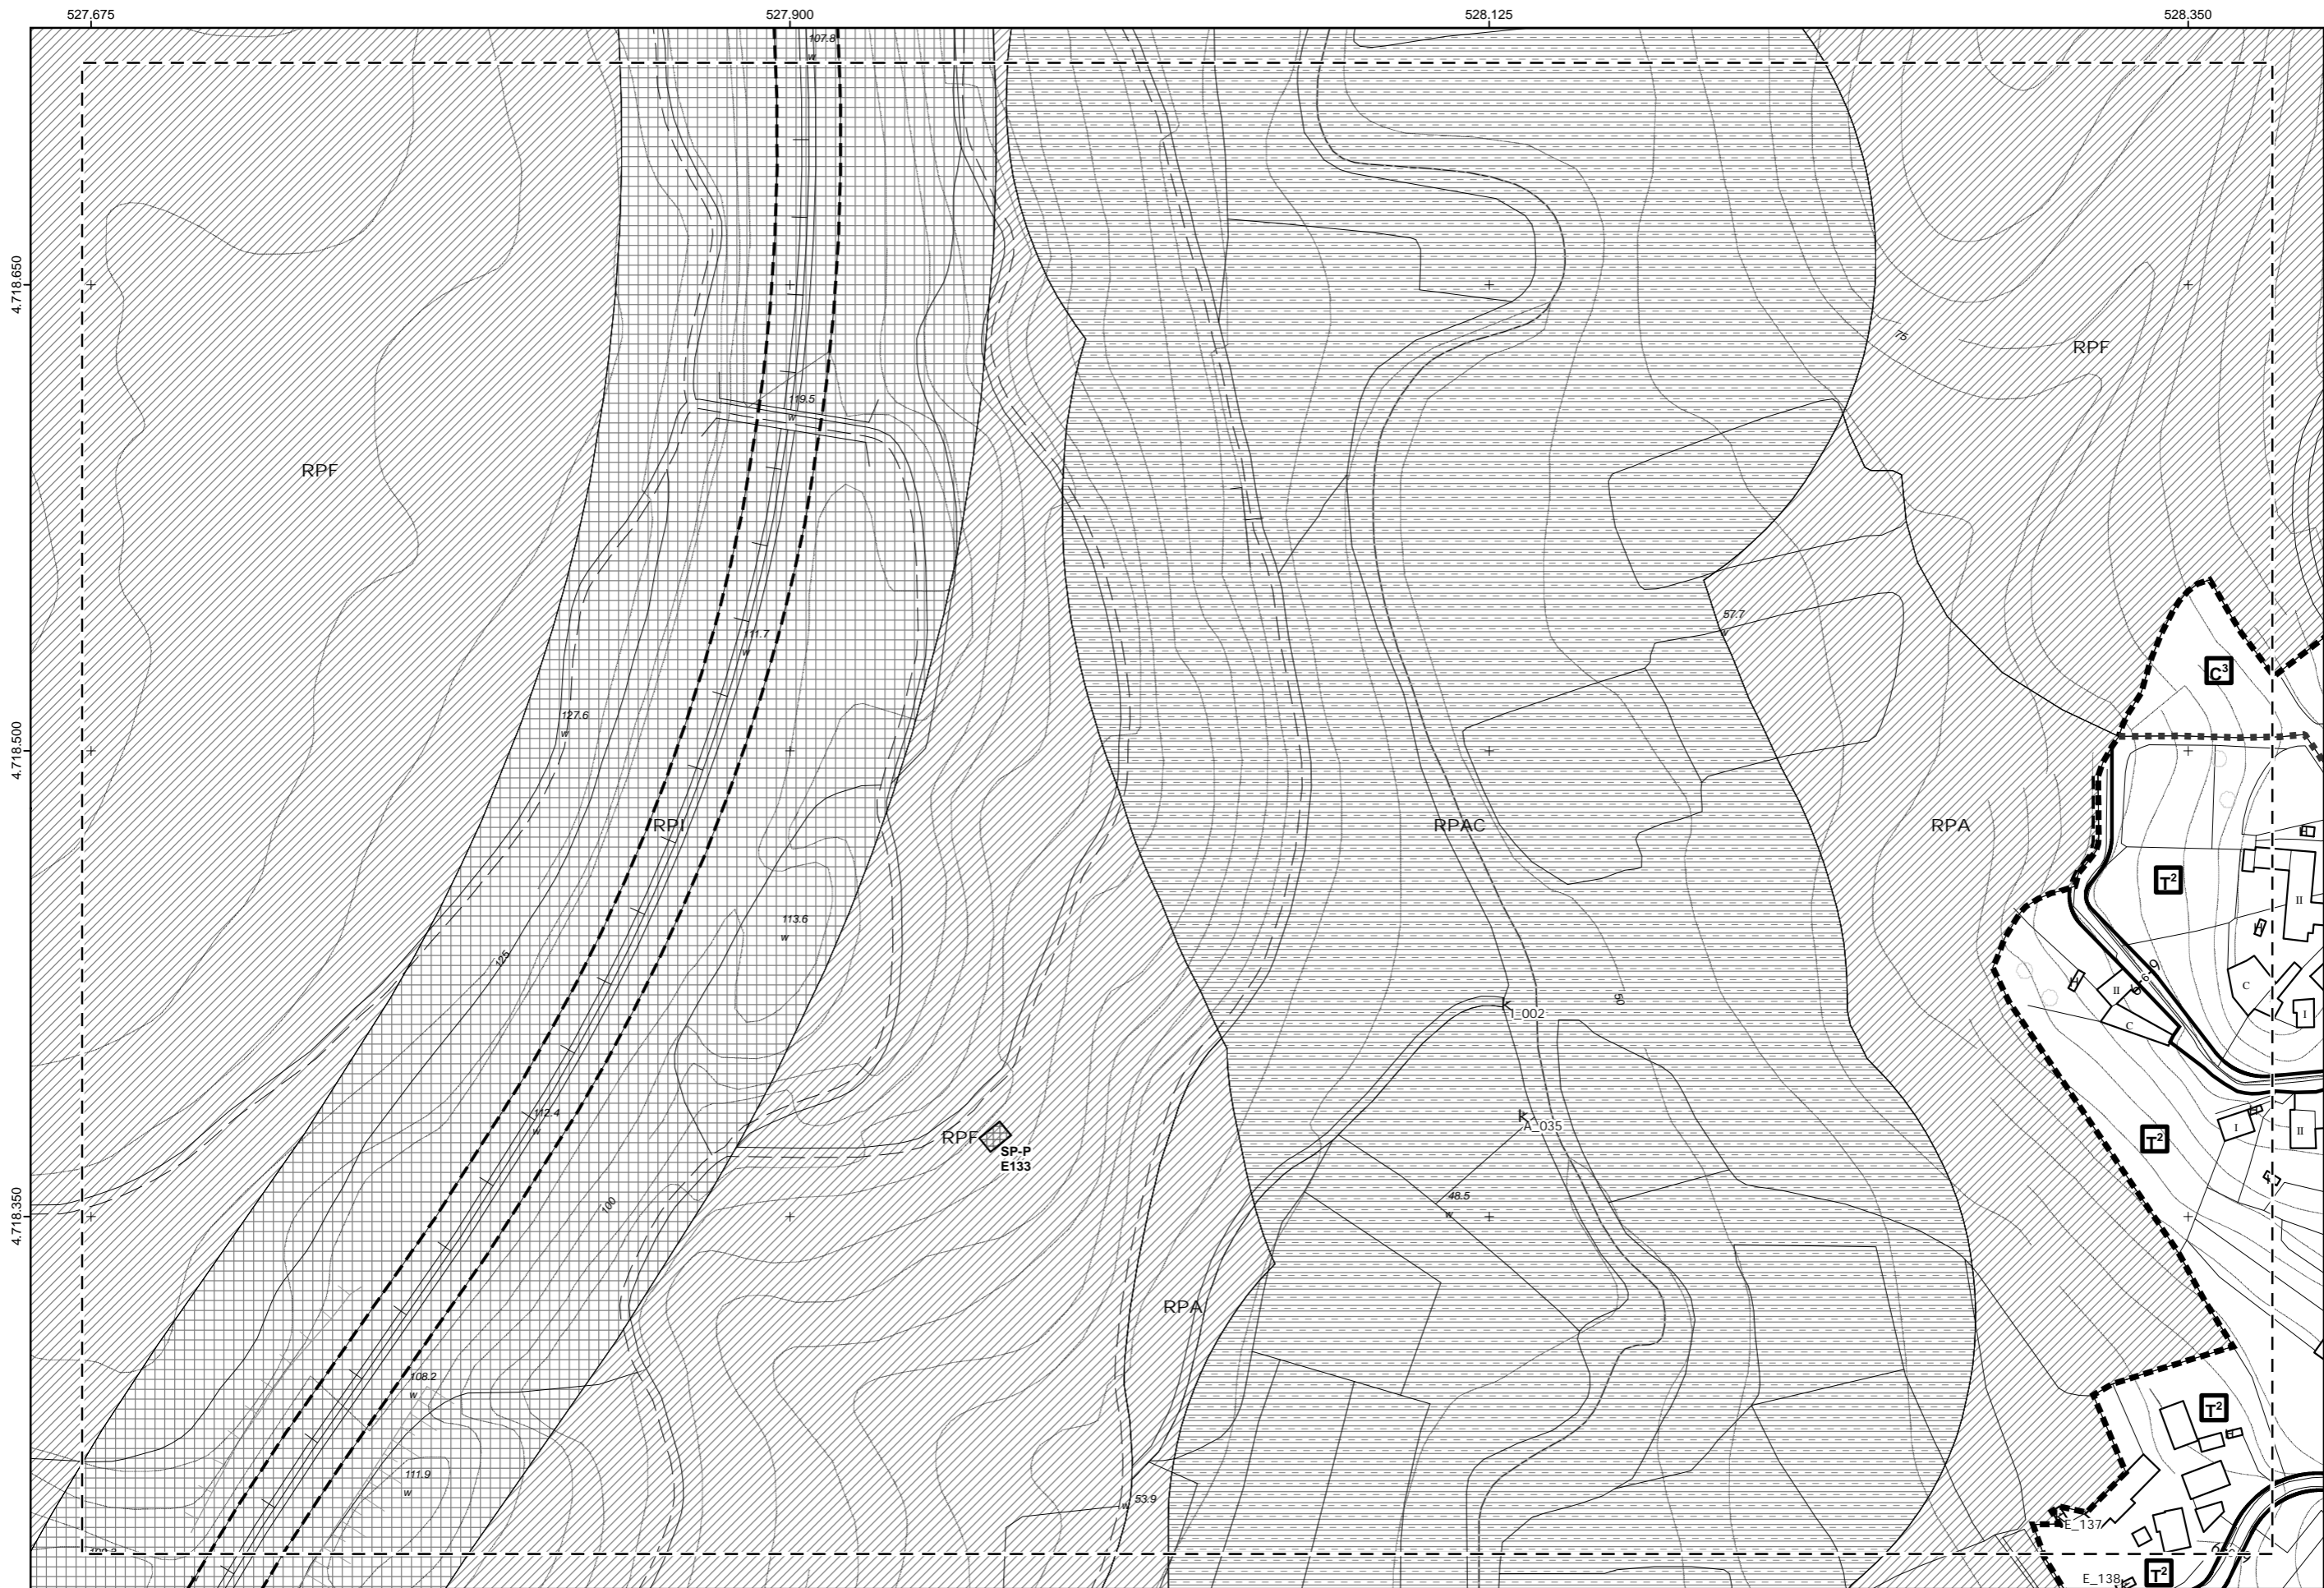 527.675
527.900
528.125
528.350
4.718.650
4.718.500
4.718.350
107.8
w
75
RPF
119.5
w
RPF
57.7
w
C³
111.7
w
127.6
w
RPI
RPAC
RPA
T²
II
113.6
w
125
50
II
C
C
I
I_002
112.4
w
RPF
SP-P
E133
A_035
T²
I
II
100
48.5
w
RPA
108.2
w
T²
111.9
w
53.9
w
E_137
E_138
T²